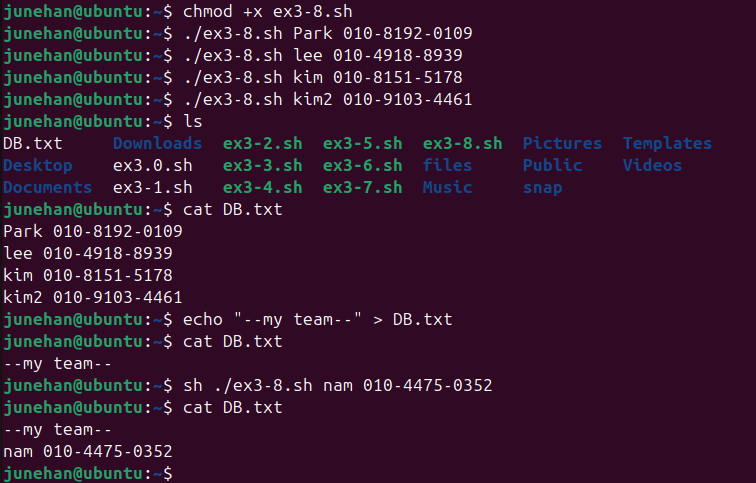 junehan@ubuntu:~$ chmod +x ex3-8.sh
junehan@ubuntu:~$ ./ex3-8.sh Park 010-8192-0109
junehan@ubuntu:~$ ./ex3-8.sh lee 010-4918-8939
junehan@ubuntu:~$ ./ex3-8.sh kim 010-8151-5178
junehan@ubuntu:~$ ./ex3-8.sh kim2 010-9103-4461
junehan@ubuntu:~$ ls
DB.txt Downloads ex3-2.sh ex3-5.sh ex3-8.sh Pictures Templates
Desktop ex3.0.sh ex3-3.sh ex3-6.sh files Public Videos
Documents ex3-1.sh ex3-4.sh ex3-7.sh Music snap
junehan@ubuntu:~$ cat DB.txt
Park 010-8192-0109
lee 010-4918-8939
kim 010-8151-5178
kim2 010-9103-4461
junehan@ubuntu:~$ echo "--my team--" > DB.txt
junehan@ubuntu:~$ cat DB.txt
--my team--
junehan@ubuntu:~$ sh ./ex3-8.sh nam 010-4475-0352
junehan@ubuntu:~$ cat DB.txt
--my team--
nam 010-4475-0352
junehan@ubuntu:~$